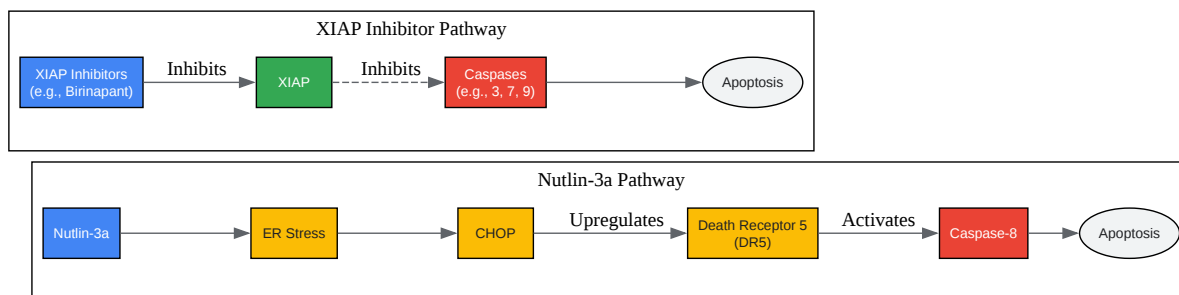 XIAP Inhibitor Pathway
XIAP Inhibitors
(e.g., Birinapant)
Inhibits
XIAP
Inhibits
Caspases
(e.g., 3, 7, 9)
Apoptosis
Nutlin-3a Pathway
Nutlin-3a
ER Stress
CHOP
Upregulates
Death Receptor 5
(DR5)
Activates
Caspase-8
Apoptosis